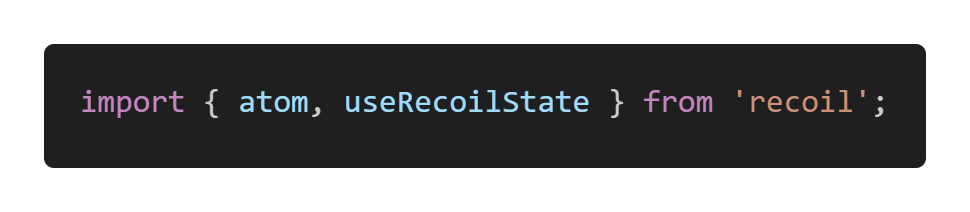 import { atom, useRecoilState } from 'recoil';